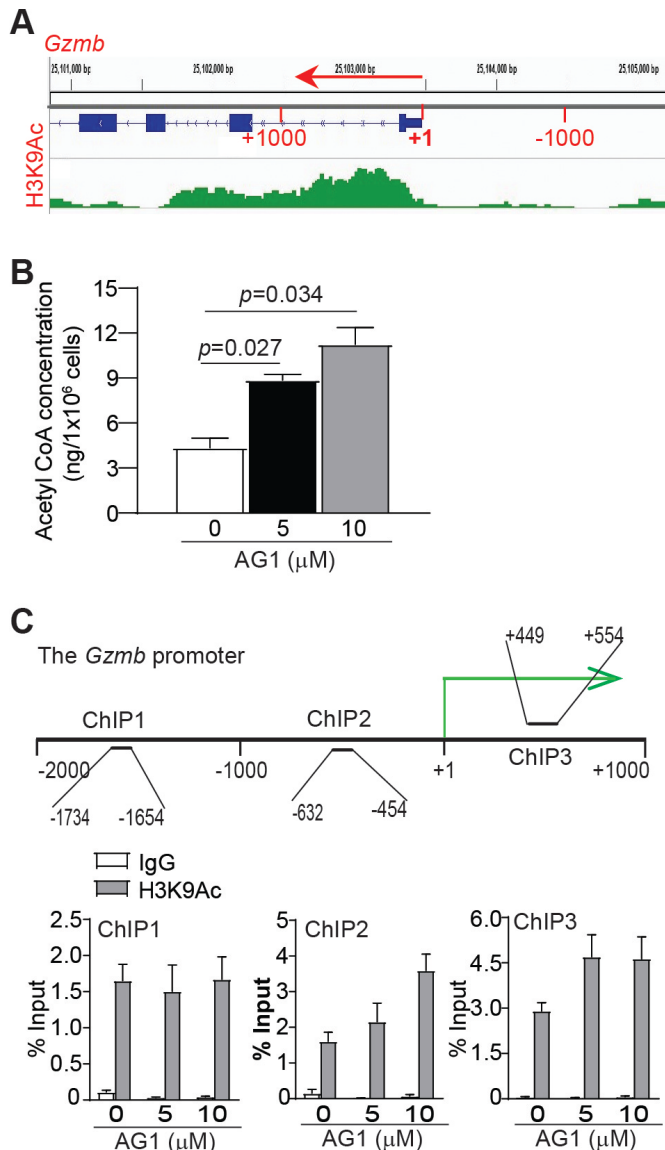 A
Gzmb
25,101,000 bp 25,102,000 bp 25,103,000 bp 25,104,000 bp 25,105,000 bp
+1000 +1 -1000
H3K9Ac
B
Acetyl CoA concentration
(ng/1x10⁶ cells)
15
12
9
6
3
0
p=0.034
p=0.027
0 5 10
AG1 (μM)
C
The Gzmb promoter
+449 +554
ChIP1 ChIP2 ChIP3
-2000 -1000 +1 +1000
-1734 -1654 -632 -454
IgG
H3K9Ac
ChIP1
% Input
2.5
2.0
1.5
1.0
0.5
0
0 5 10
AG1 (μM)
ChIP2
% Input
5
4
3
2
1
0
0 5 10
AG1 (μM)
ChIP3
% Input
6.0
4.5
3.0
1.5
0
0 5 10
AG1 (μM)